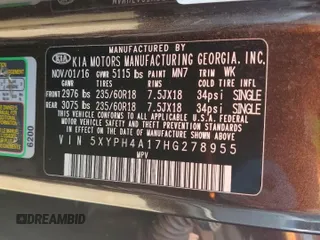 MANUFACTURED BY
KIA KIA MOTORS MANUFACTURING GEORGIA, INC.
NOV/01/16 GVWR 5115 lbs PAINT MN7 TRIM WK
GAWR TIRES RIMS COLD TIRE INFL
FRONT 2976 lbs 235/60R18 7.5JX18 34psi SINGLE
REAR 3075 lbs 235/60R18 7.5JX18 34psi SINGLE
THIS VEHICLE CONFORMS TO ALL APPLICABLE
FEDERAL MOTOR VEHICLE SAFETY, BUMPER, AND
THEFT PREVENTION STANDARDS IN EFFECT ON THE DATE OF
MANUFACTURE SHOWN ABOVE.
VIN 5XYPH4A17HG278955
MPV
6200
DREAMBID